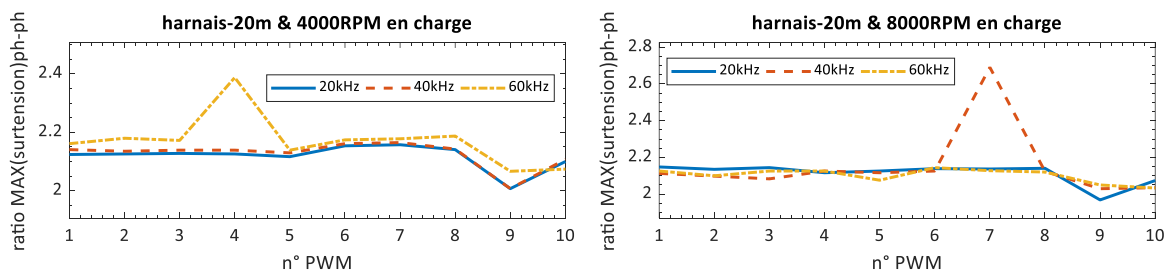 harnais-20m & 4000RPM en charge
ratio MAX(surtension)ph-ph
2.4
2.2
2
20kHz 40kHz 60kHz
1 2 3 4 5 6 7 8 9 10
n° PWM
harnais-20m & 8000RPM en charge
ratio MAX(surtension)ph-ph
2.8
2.6
2.4
2.2
2
20kHz 40kHz 60kHz
1 2 3 4 5 6 7 8 9 10
n° PWM